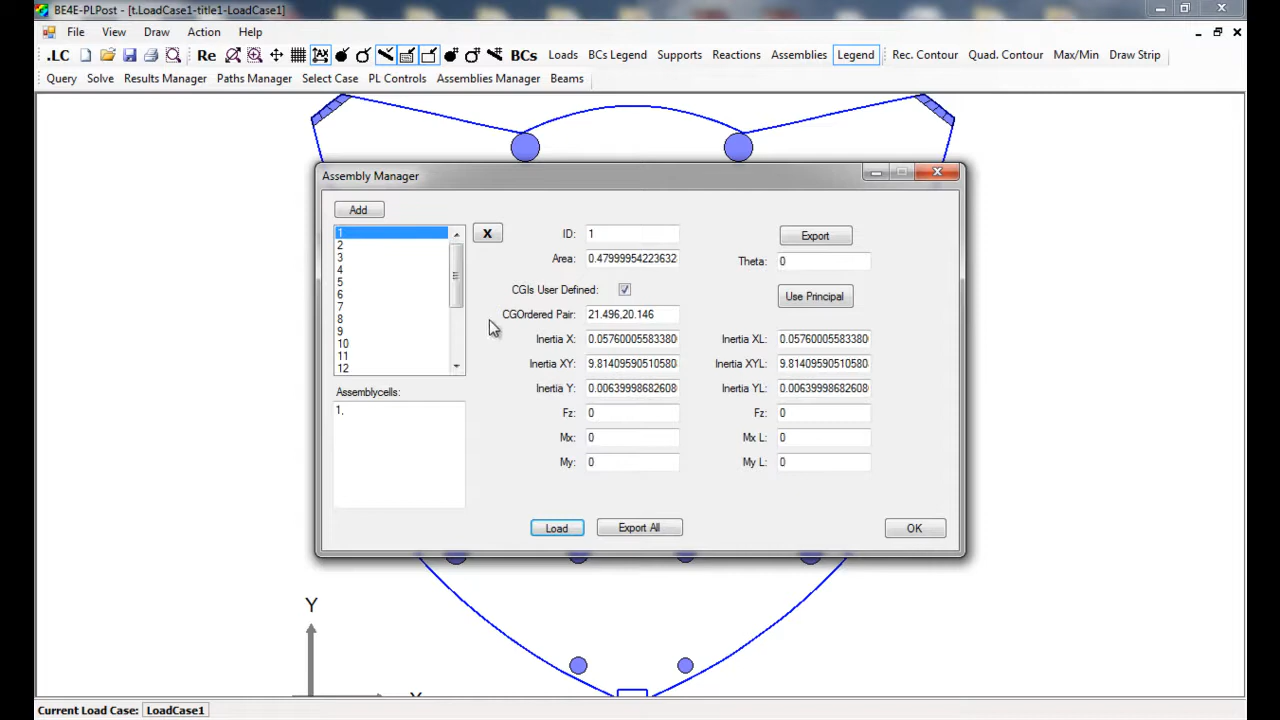 BE4E-PLPost - [t.LoadCase1-title1-LoadCase1]
File View Draw Action Help
.LC Re BCs Loads BCs Legend Supports Reactions Assemblies Legend Rec. Contour Quad. Contour Max/Min Draw Strip
Query Solve Results Manager Paths Manager Select Case PL Controls Assemblies Manager Beams
Assembly Manager
Add
1
2
3
4
5
6
7
8
9
10
11
12
X
Assemblycells:
1.
ID: 1
Area: 0.47999954223632
CGIs User Defined:
CGOrdered Pair: 21.496,20.146
Inertia X: 0.0576000558380
Inertia XY: 9.81409590510580
Inertia Y: 0.0063999868260
Fz: 0
Mx: 0
My: 0
Export
Theta: 0
Use Principal
Inertia XL: 0.0576000558380
Inertia XYL: 9.81409590510580
Inertia YL: 0.0063999868260
Fz: 0
Mx L: 0
My L: 0
Load Export All OK
Y
X
Current Load Case: LoadCase1